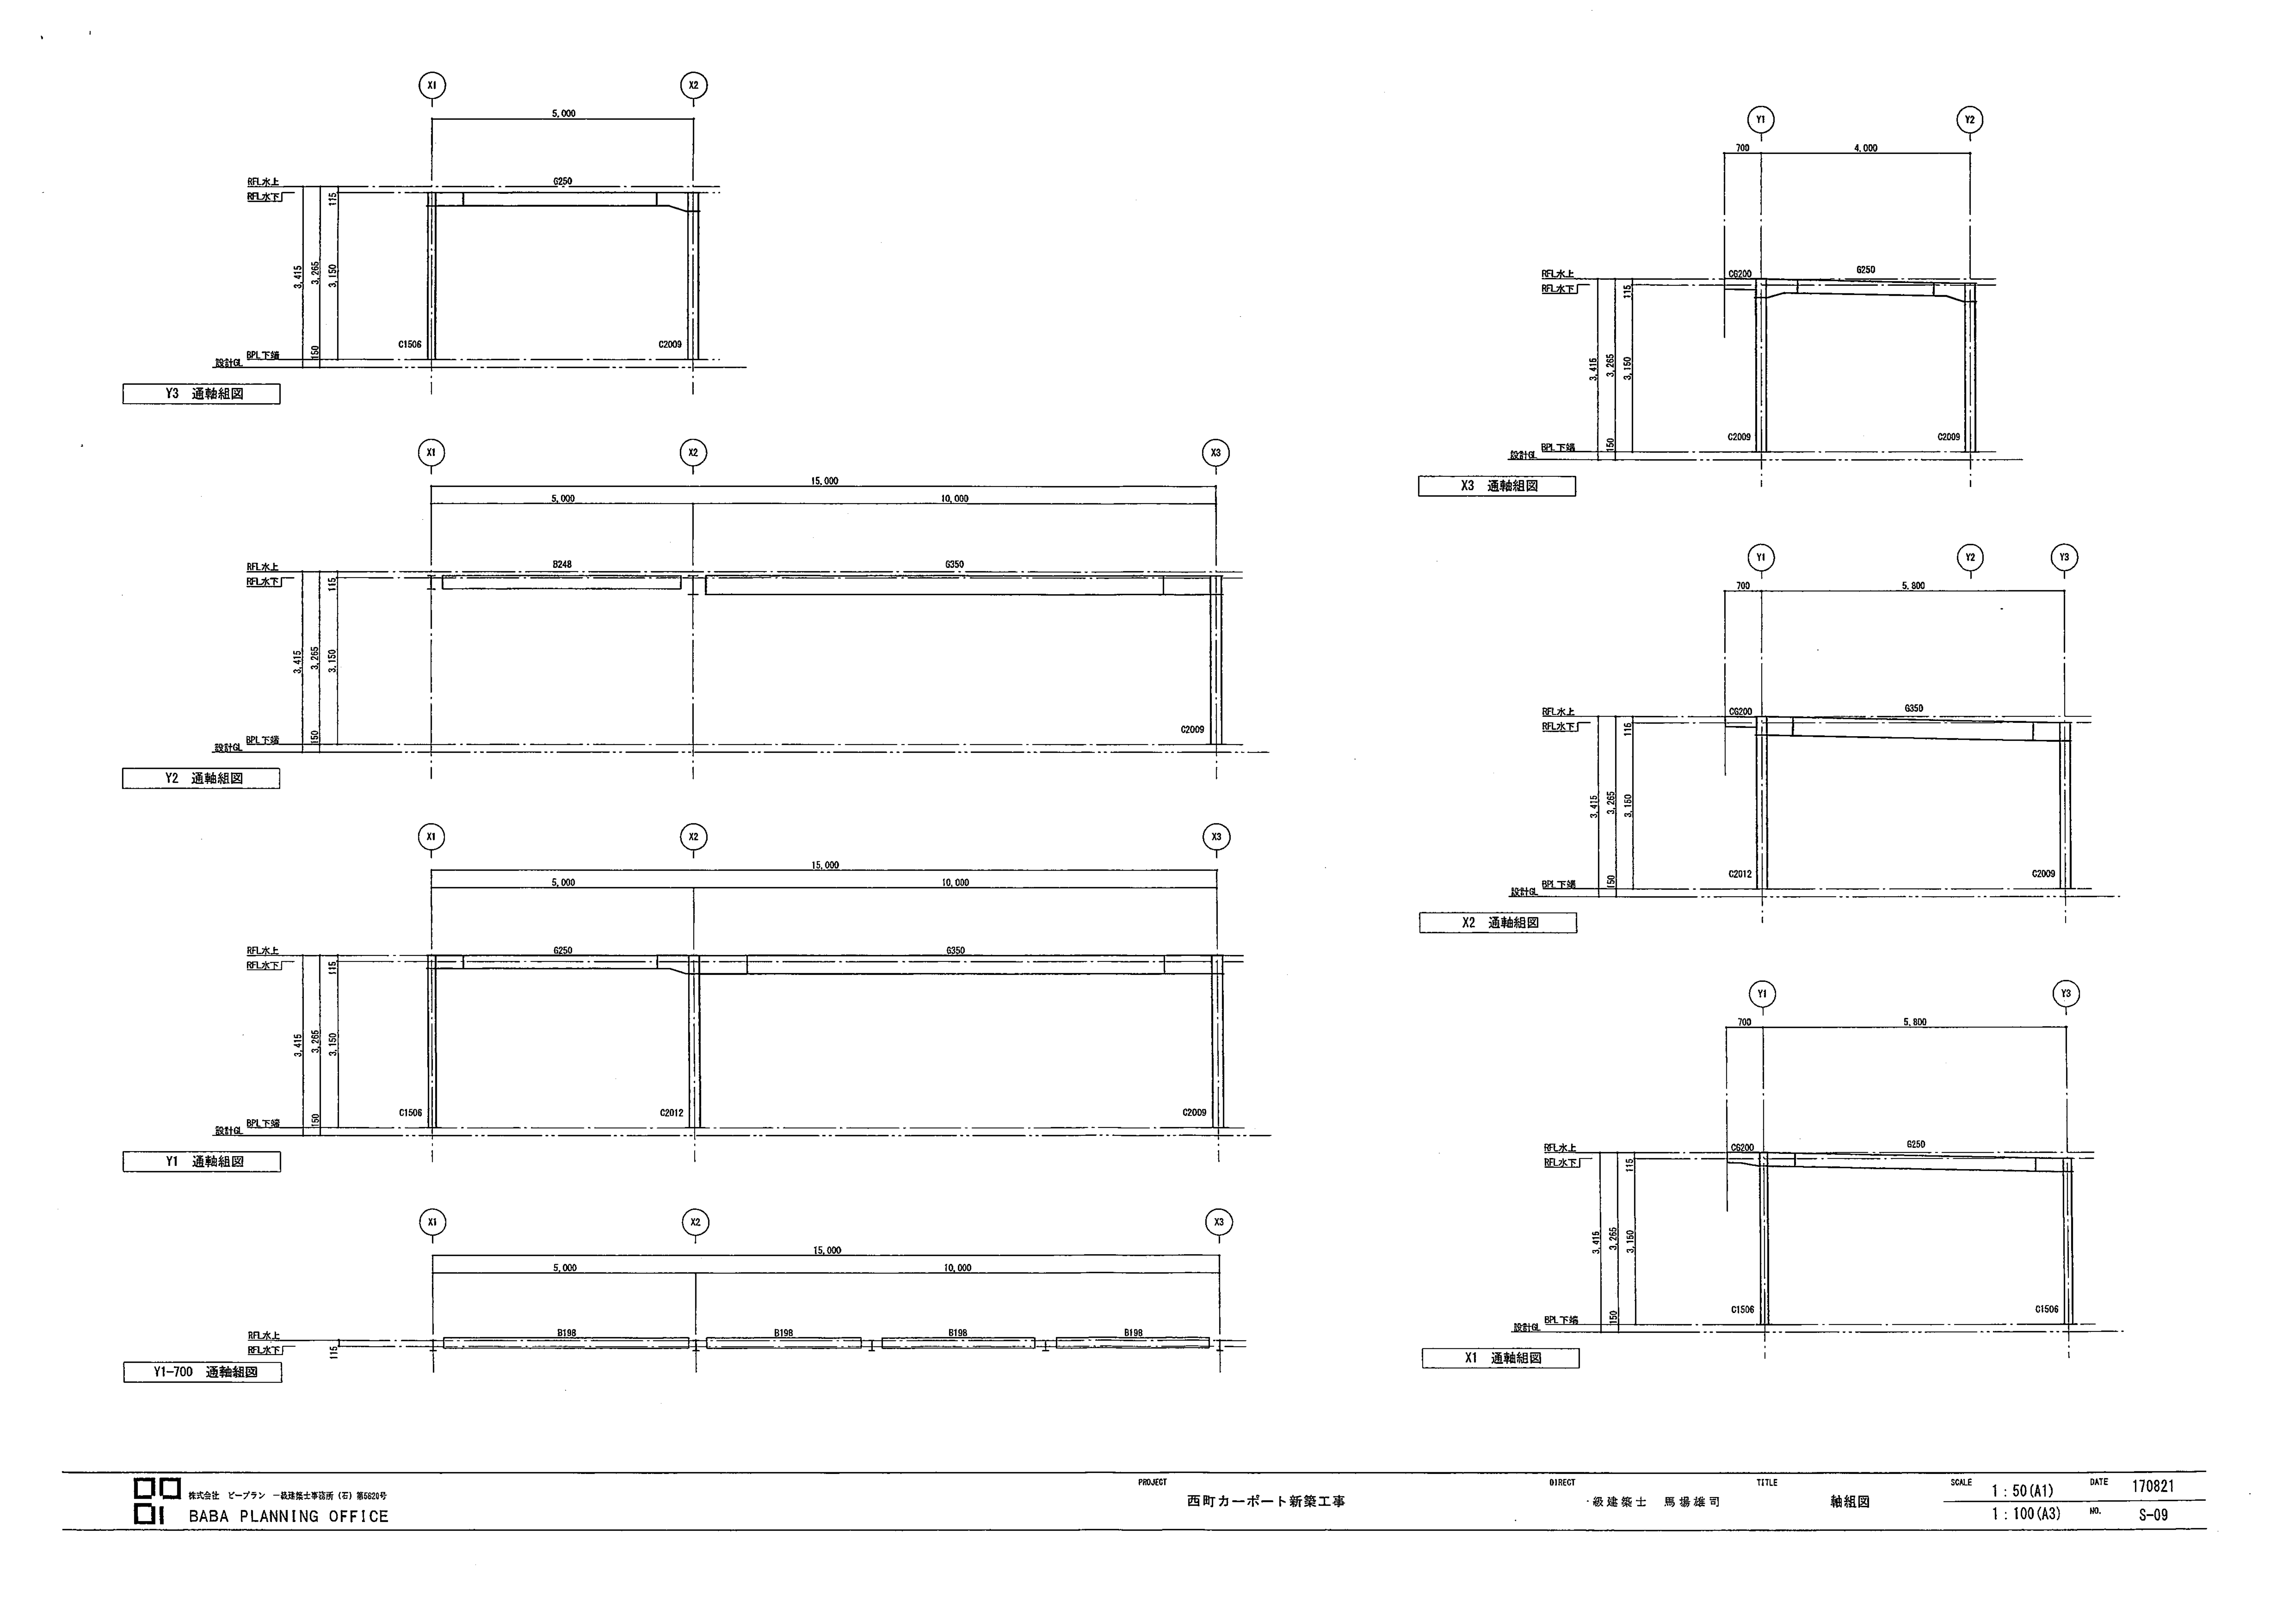 X1 X2
5,000
RFL水上 G250
RFL水下 115
3,415 3,265 3,150
C1506 C2009
BPL下端 150
設計GL
Y3 通軸組図
X1 X2 X3
15,000
5,000 10,000
RFL水上 B248 G350
RFL水下 115
3,415 3,265 3,150
C2009
BPL下端 150
設計GL
Y2 通軸組図
X1 X2 X3
15,000
5,000 10,000
RFL水上 G250 G350
RFL水下 115
3,415 3,265 3,150
C1506 C2012 C2009
BPL下端 150
設計GL
Y1 通軸組図
X1 X2 X3
15,000
5,000 10,000
RFL水上 B198 B198 B198 B198
RFL水下 115
Y1-700 通軸組図
Y1 Y2
700 4,000
RFL水上 CG200 G250
RFL水下 115
3,415 3,265 3,150
C2009 C2009
BPL下端 150
設計GL
X3 通軸組図
Y1 Y2 Y3
700 5,800
RFL水上 CG200 G350
RFL水下 115
3,415 3,265 3,150
C2012 C2009
BPL下端 150
設計GL
X2 通軸組図
Y1 Y3
700 5,800
RFL水上 CG200 G250
RFL水下 115
3,415 3,265 3,150
C1506 C1506
BPL下端 150
設計GL
X1 通軸組図
株式会社 ビープラン 一級建築士事務所(石)第5620号
BABA PLANNING OFFICE
PROJECT
西町カーポート新築工事
DIRECT
級建築士 馬場雄司
TITLE
軸組図
SCALE 1:50(A1)
1:100(A3)
DATE 170821
NO. S-09